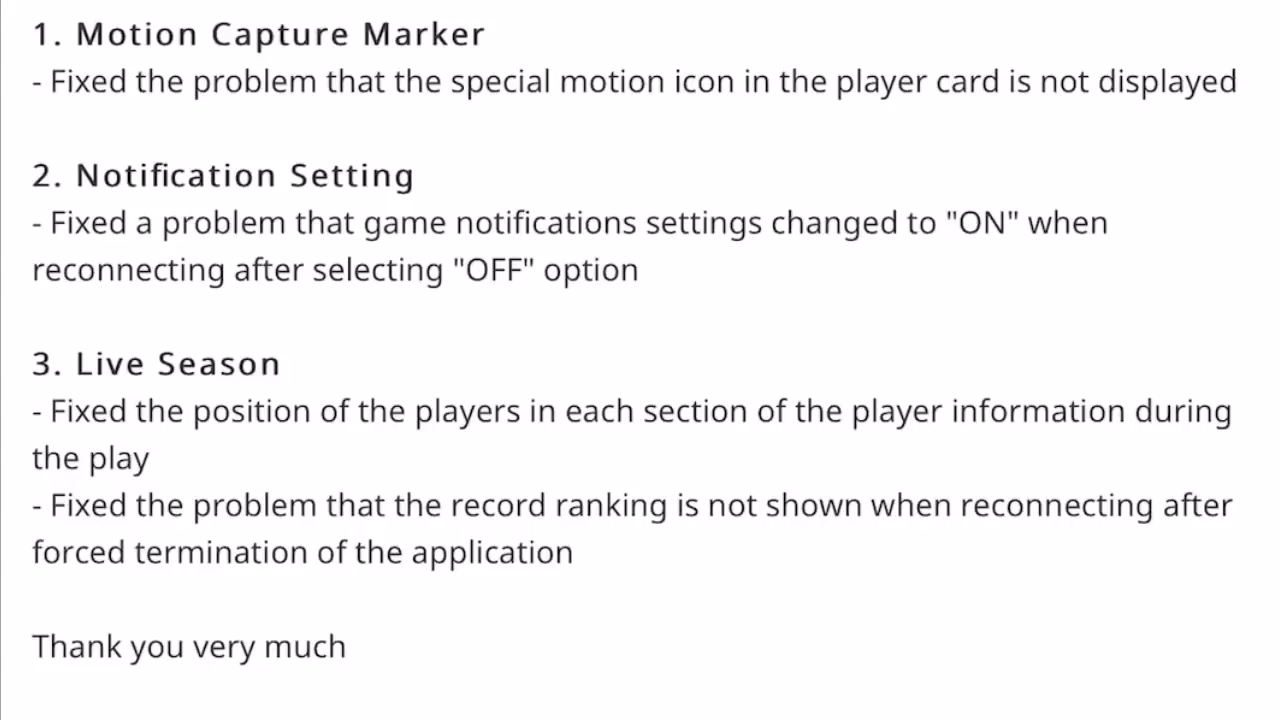 1. Motion Capture Marker
- Fixed the problem that the special motion icon in the player card is not displayed
2. Notification Setting
- Fixed a problem that game notifications settings changed to "ON" when
reconnecting after selecting "OFF" option
3. Live Season
- Fixed the position of the players in each section of the player information during
the play
- Fixed the problem that the record ranking is not shown when reconnecting after
forced termination of the application
Thank you very much